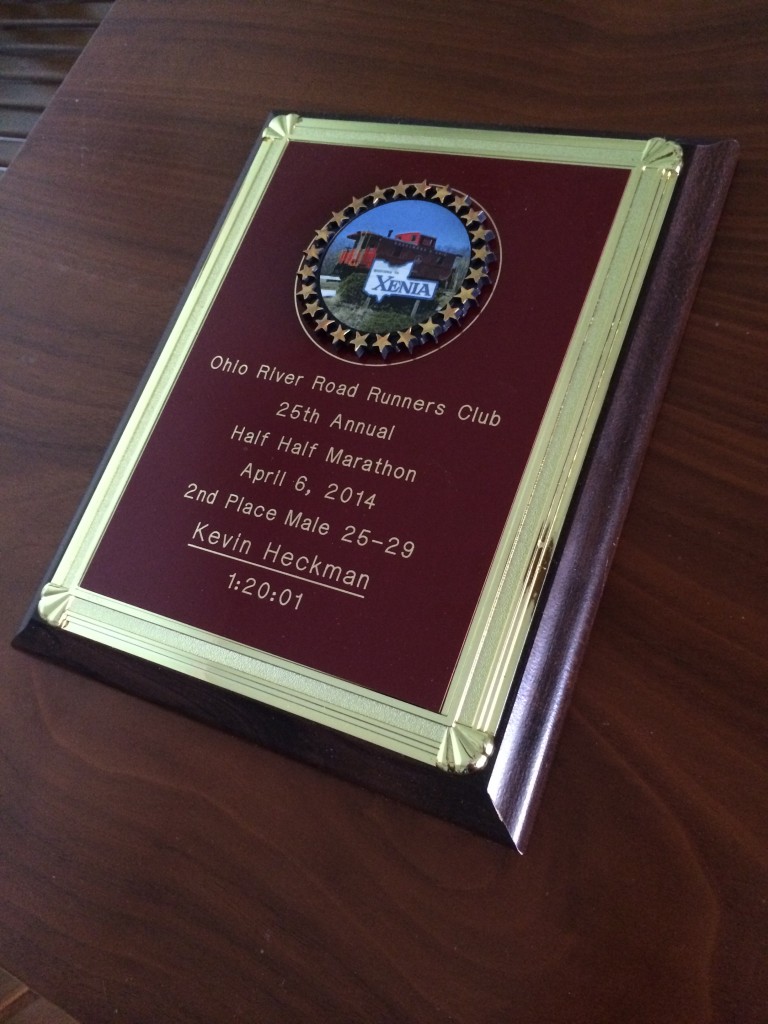 XENIA
Ohio River Road Runners Club
25th Annual
Half Half Marathon
April 6, 2014
2nd Place Male 25-29
Kevin Heckman
1:20:01